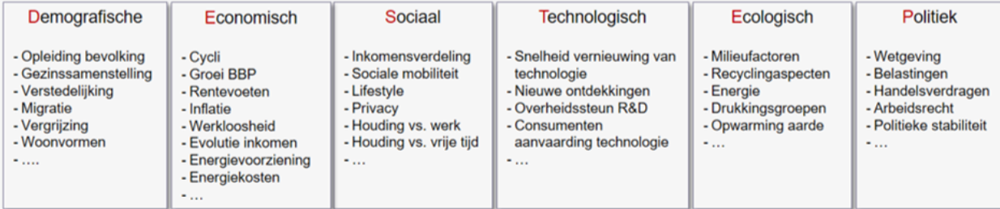 Demografische
- Opleiding bevolking
- Gezinssamenstelling
- Verstedelijking
- Migratie
- Vergrijzing
- Woonvormen
- ....
Economisch
- Cycli
- Groei BBP
- Rentevoeten
- Inflatie
- Werkloosheid
- Evolutie inkomen
- Energievoorziening
- Energiekosten
- ...
Sociaal
- Inkomensverdeling
- Sociale mobiliteit
- Lifestyle
- Privacy
- Houding vs. werk
- Houding vs. vrije tijd
- ...
Technologisch
- Snelheid vernieuwing van
technologie
- Nieuwe ontdekkingen
- Overheidssteun R&D
- Consumenten
aanvaarding technologie
- ...
Ecologisch
- Milieufactoren
- Recyclingaspecten
- Energie
- Drukkingsgroepen
- Opwarming aarde
- ...
Politiek
- Wetgeving
- Belastingen
- Handelsverdragen
- Arbeidsrecht
- Politieke stabiliteit
- ...